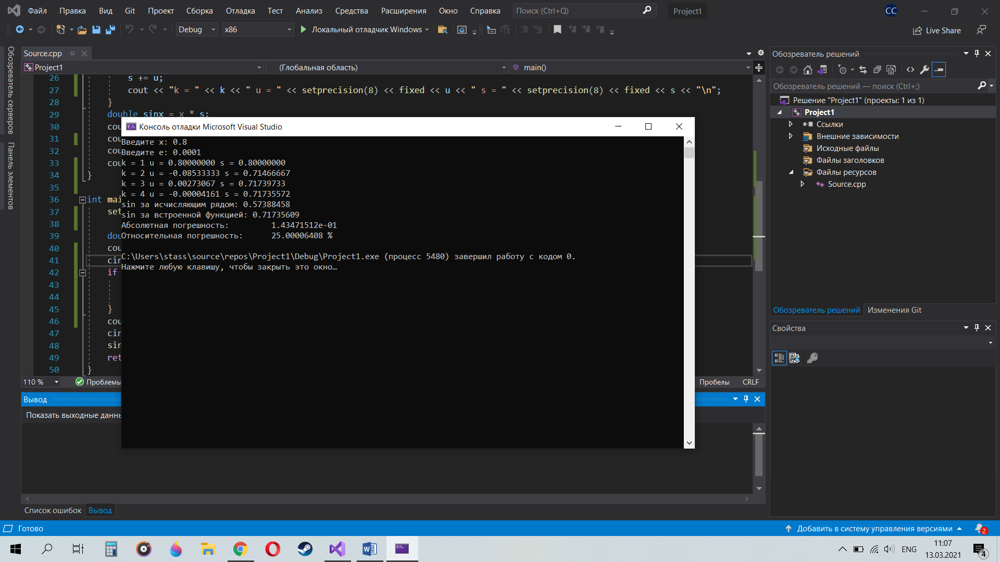 Файл Правка Вид Git Проект Сборка Отладка Тест Анализ Средства Расширения Окно Справка Поиск (Ctrl+Q) Project1 CC
Debug x86 Локальный отладчик Windows Live Share
Обозреватель серверов
Панель элементов
Source.cpp
Project1 (Глобальная область) main()
26 s += u;
27 cout << "k = " << k << " u = " << setprecision(8) << fixed << u << " s = " << setprecision(8) << fixed << s << "\n";
28 }
29 double sinx = x * s;
30 cou
31 cou
32 cou
33 cou
34 }
35
36 int mai
37 set
38
39 dou
40 cou
41 cin
42 if
43
44
45 }
46 cou
47 cin
48 sin
49 ret
50 }
Консоль отладки Microsoft Visual Studio
Введите x: 0.8
Введите e: 0.0001
k = 1 u = 0.80000000 s = 0.80000000
k = 2 u = -0.08533333 s = 0.71466667
k = 3 u = 0.00273067 s = 0.71739733
k = 4 u = -0.00004161 s = 0.71735572
sin за исчисляющим рядом: 0.57388458
sin за встроенной функцией: 0.71735609
Абсолютная погрешность: 1.43471512e-01
Относительная погрешность: 25.00006408 %
C:\Users\stass\source\repos\Project1\Debug\Project1.exe (процесс 5480) завершил работу с кодом 0.
Нажмите любую клавишу, чтобы закрыть это окно…
110 % Проблемы Пробелы CRLF
Вывод
Показать выходные данны
Список ошибок Вывод
Обозреватель решений
Обозреватель решений — поиск (Ctrl+;)
Решение "Project1" (проекты: 1 из 1)
Project1
Ссылки
Внешние зависимости
Исходные файлы
Файлы заголовков
Файлы ресурсов
Source.cpp
Обозреватель решений Изменения Git
Свойства
Готово Добавить в систему управления версиями 2
ENG 11:07
13.03.2021 4